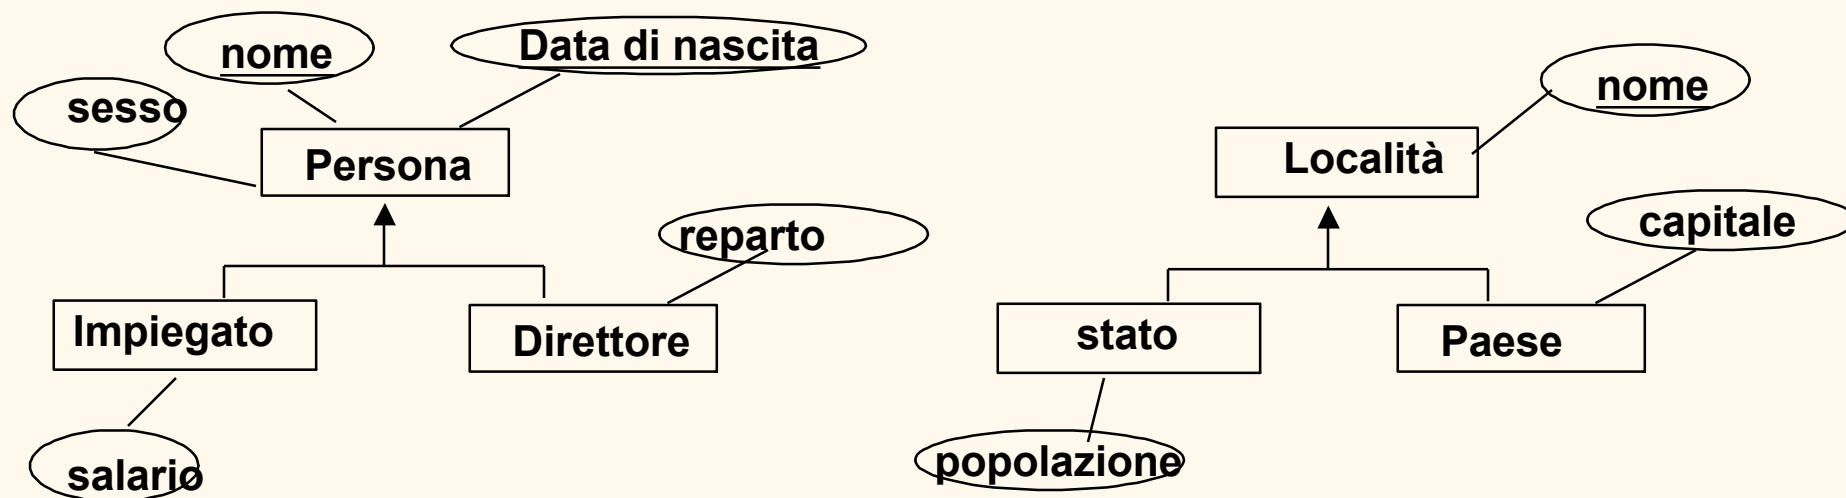 nome
Data di nascita
nome
sesso
Persona
Località
reparto
capitale
Impiegato
Direttore
stato
Paese
salario
popolazione